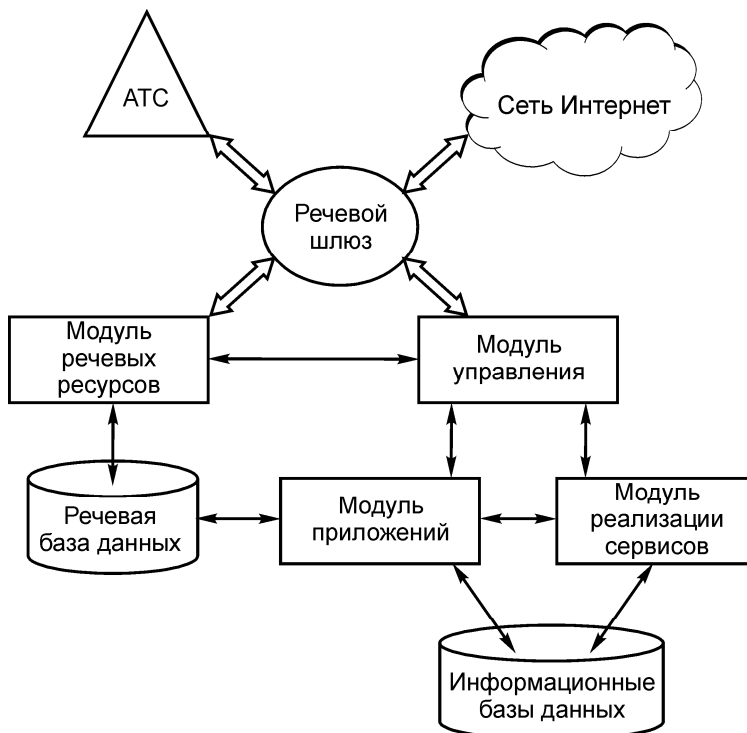 АТС
Сеть Интернет
Речевой
шлюз
Модуль
речевых
ресурсов
Модуль
управления
Речевая
база данных
Модуль
приложений
Модуль
реализации
сервисов
Информационные
базы данных